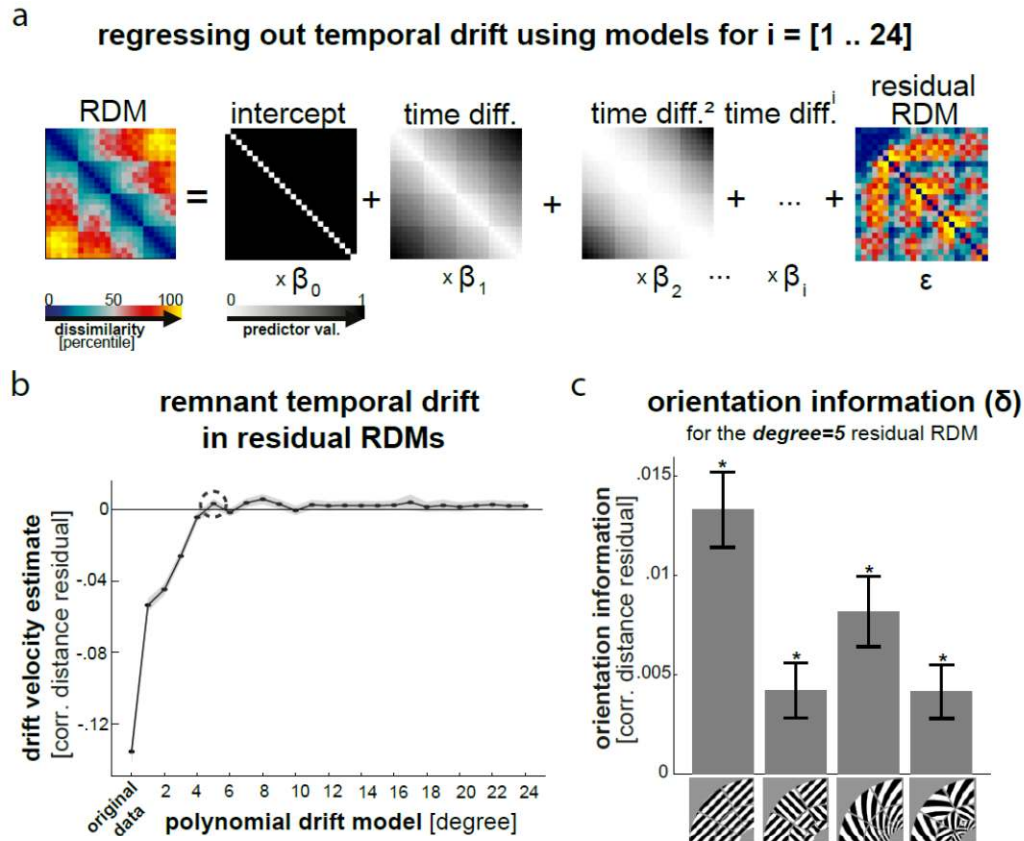 a
regressing out temporal drift using models for i = [1 .. 24]
RDM
intercept
time diff.
time diff.² time diff.ⁱ
residual
RDM
= + + + ... +
× β₀
× β₁
× β₂ ... × βᵢ
ε
0 50 100
dissimilarity
[percentile]
0 1
predictor val.
b
remnant temporal drift
in residual RDMs
drift velocity estimate
[corr. distance residual]
0
-.04
-.08
-.12
original
data
2 4 6 8 10 12 14 16 18 20 22 24
polynomial drift model [degree]
c
orientation information (δ)
for the degree=5 residual RDM
orientation information
[corr. distance residual]
.015
.01
.005
0
* * * *